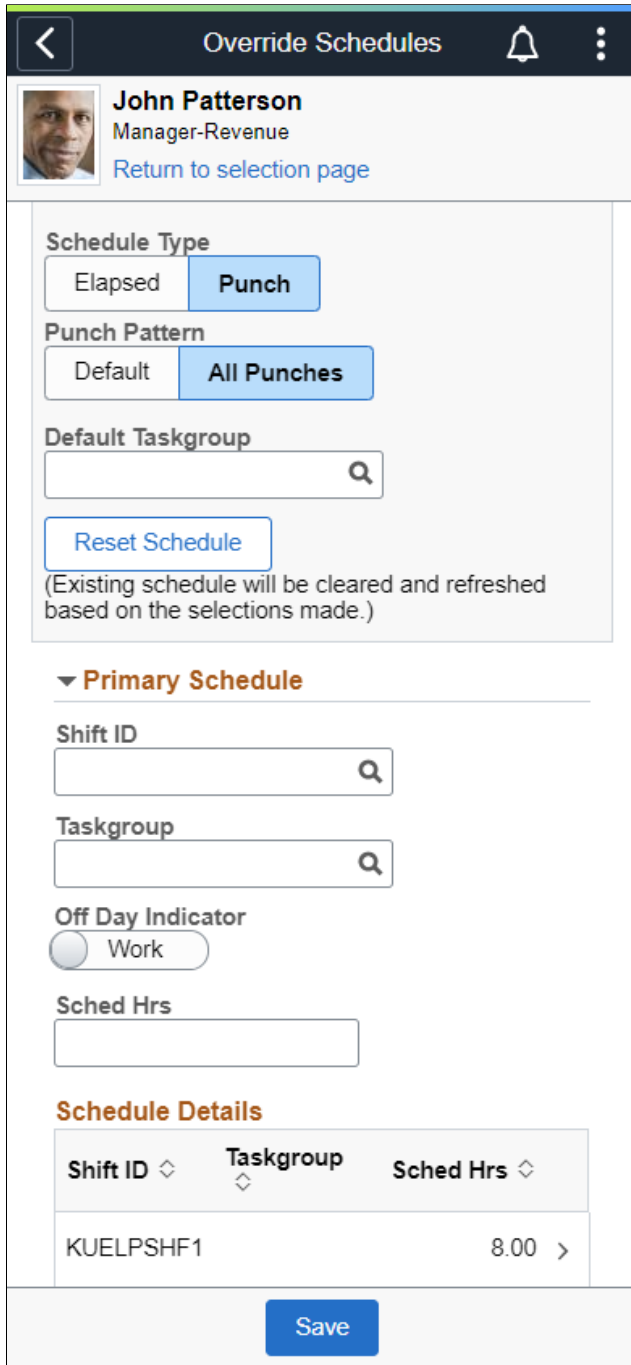 Override Schedules
John Patterson
Manager-Revenue
Return to selection page
Schedule Type
Elapsed Punch
Punch Pattern
Default All Punches
Default Taskgroup
Reset Schedule
(Existing schedule will be cleared and refreshed
based on the selections made.)
Primary Schedule
Shift ID
Taskgroup
Off Day Indicator
Work
Sched Hrs
Schedule Details
Shift ID Taskgroup Sched Hrs
KUELPSHF1 8.00
Save